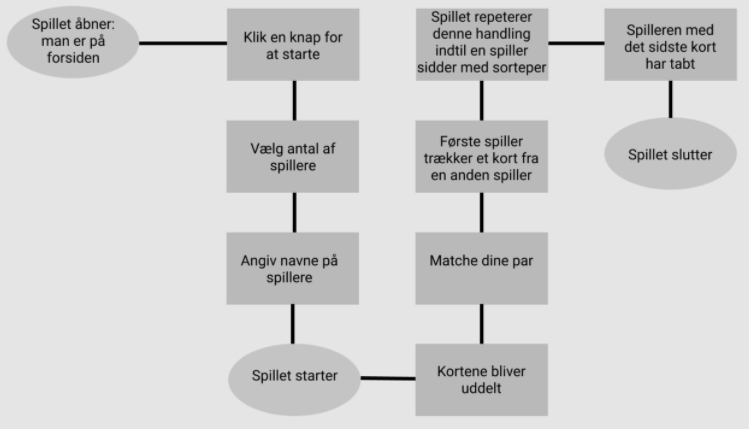 Spillet åbner:
man er på
forsiden
Klik en knap for
at starte
Vælg antal af
spillere
Angiv navne på
spillere
Spillet starter
Kortene bliver
uddelt
Matche dine par
Første spiller
trækker et kort fra
en anden spiller
Spillet repeterer
denne handling
indtil en spiller
sidder med sorteper
Spilleren med
det sidste kort
har tabt
Spillet slutter